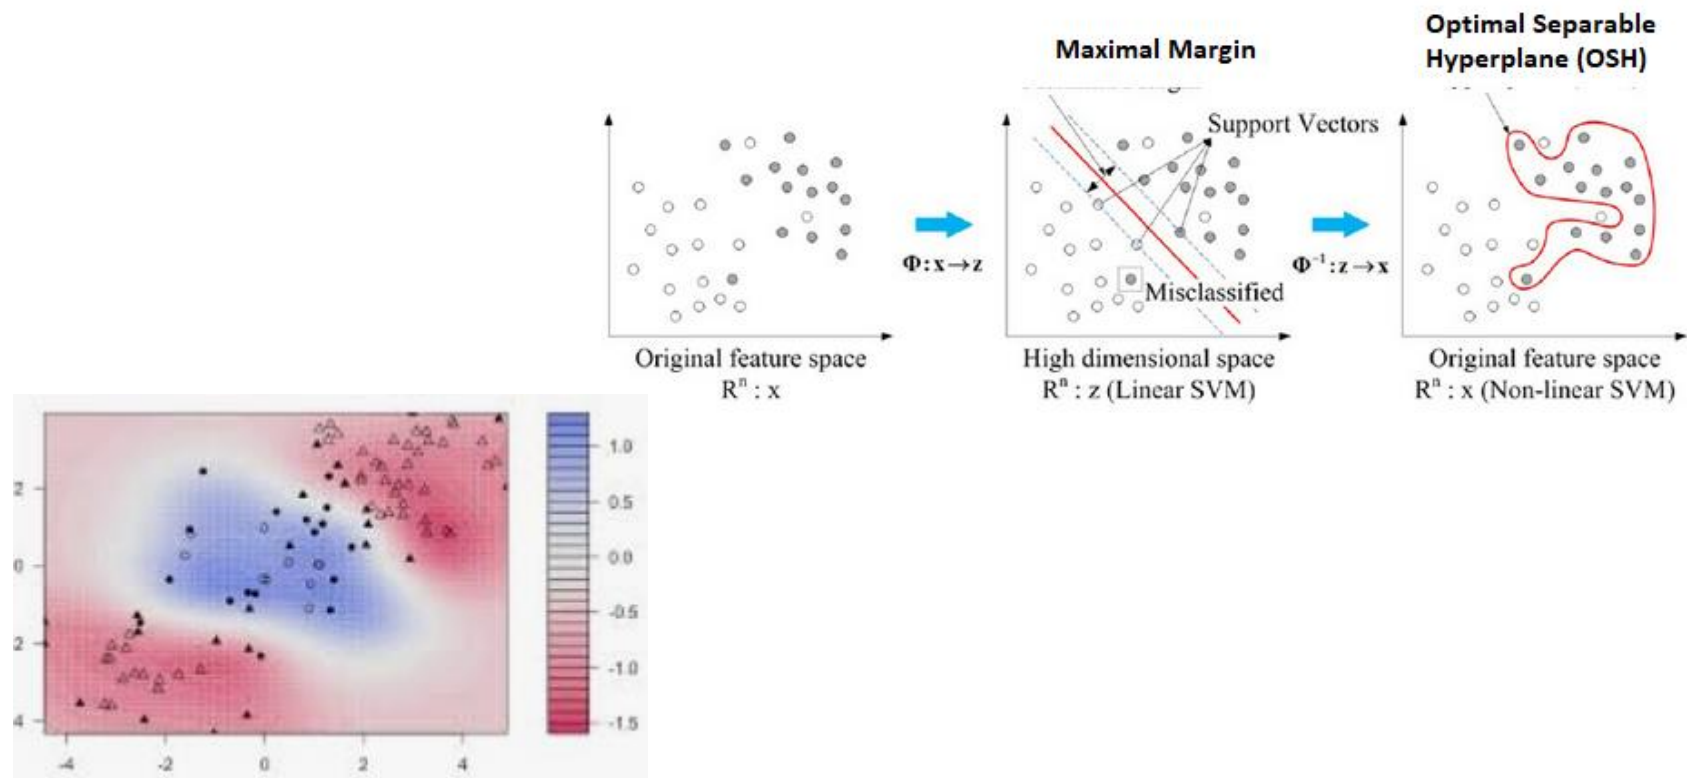 Maximal Margin
Optimal Separable
Hyperplane (OSH)
Support Vectors
Misclassified
Φ : x → z
Φ⁻¹ : z → x
Original feature space
Rⁿ : x
High dimensional space
Rⁿ : z (Linear SVM)
Original feature space
Rⁿ : x (Non-linear SVM)
2
0
2
4
-4
-2
0
2
4
1.0
0.5
0.0
-0.5
-1.0
-1.5